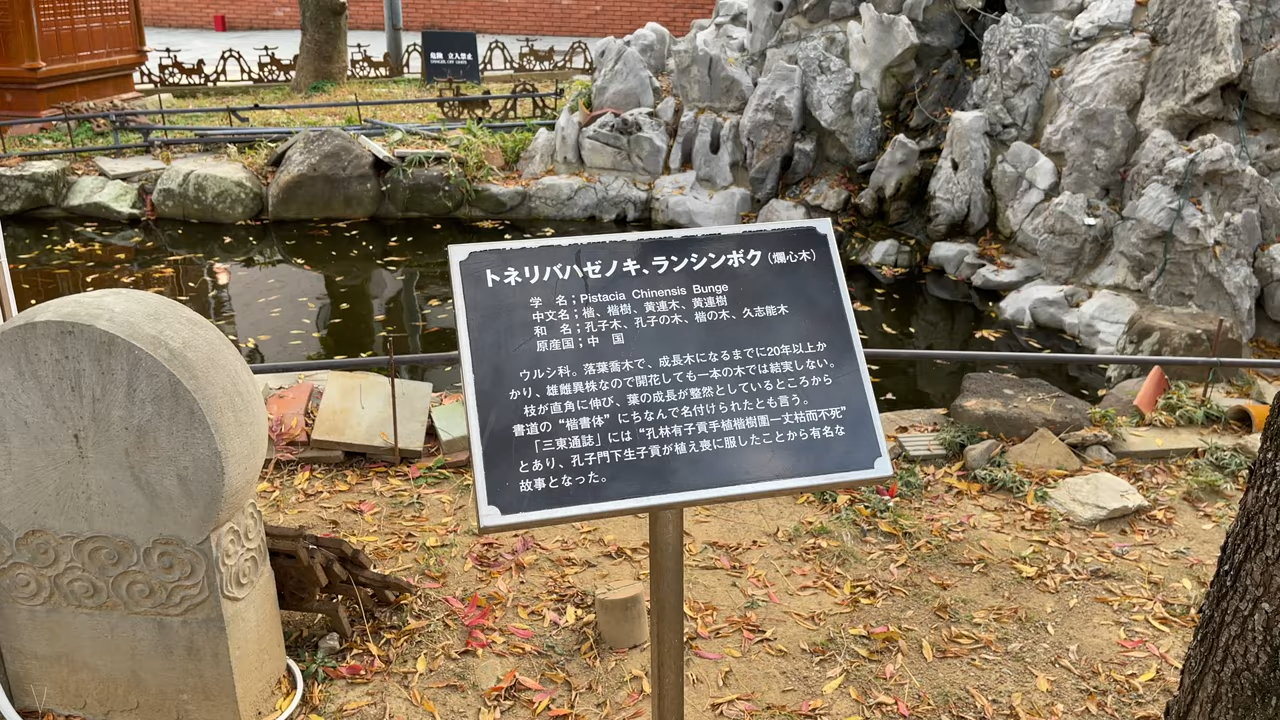 危険 立入禁止
DANGER, OFF LIMITS
トネリバハゼノキ、ランシンボク(爛心木)
学 名;Pistacia Chinensis Bunge
中文名;楷、楷樹、黄連木、黄連樹
和 名;孔子木、孔子の木、楷の木、久志能木
原産国;中 国
ウルシ科。落葉喬木で、成長木になるまでに20年以上か
かり、雄雌異株なので開花しても一本の木では結実しない。
枝が直角に伸び、葉の成長が整然としているところから
書道の“楷書体”にちなんで名付けられたとも言う。
「三東通誌」には“孔林有子貢手植楷樹圍一丈枯而不死”
とあり、孔子門下生子貢が植え喪に服したことから有名な
故事となった。